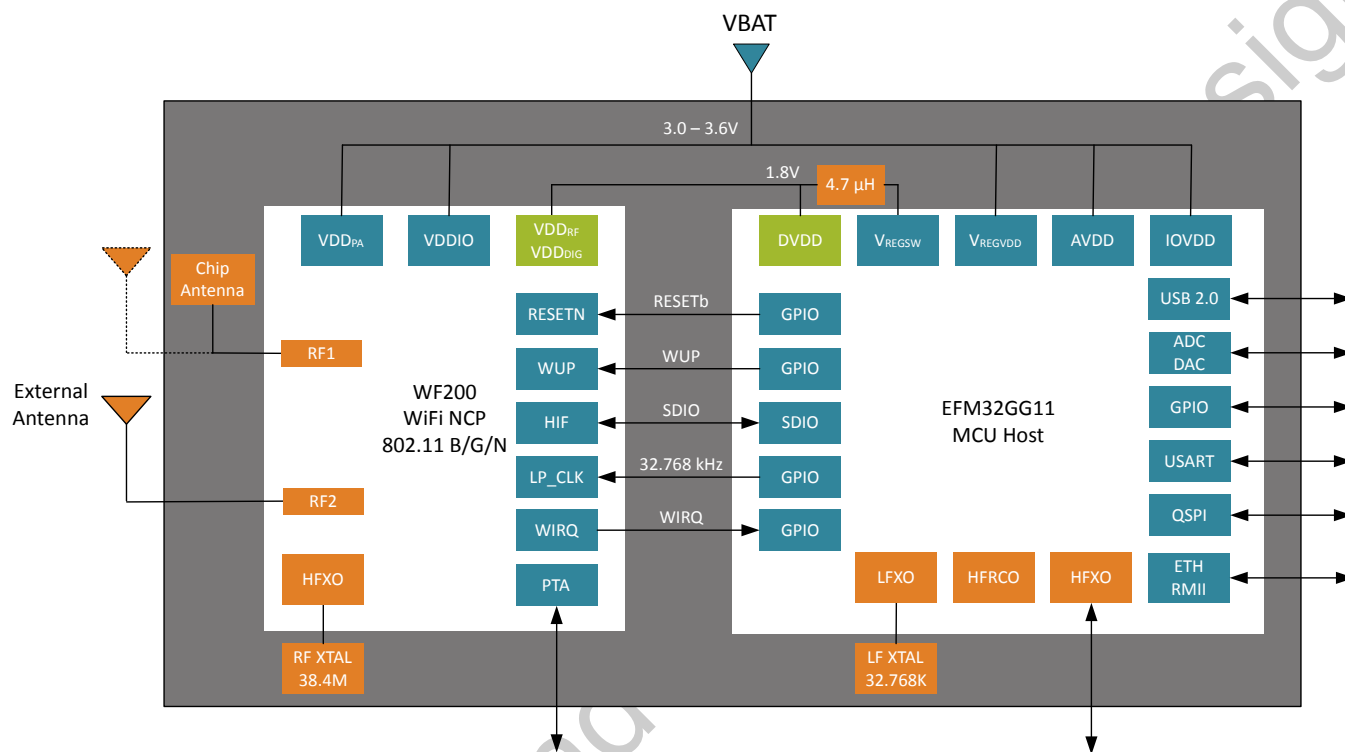 VBAT
3.0 – 3.6V
1.8V
4.7 µH
VDDPA
VDDIO
VDDRF
VDDDIG
DVDD
VREGSW
VREGVDD
AVDD
IOVDD
Chip
Antenna
RF1
External
Antenna
RF2
WF200
WiFi NCP
802.11 B/G/N
HFXO
RF XTAL
38.4M
RESETN
RESETb
GPIO
WUP
WUP
GPIO
HIF
SDIO
SDIO
LP_CLK
32.768 kHz
GPIO
WIRQ
WIRQ
GPIO
PTA
EFM32GG11
MCU Host
LFXO
HFRCO
HFXO
LF XTAL
32.768K
USB 2.0
ADC
DAC
GPIO
USART
QSPI
ETH
RMII